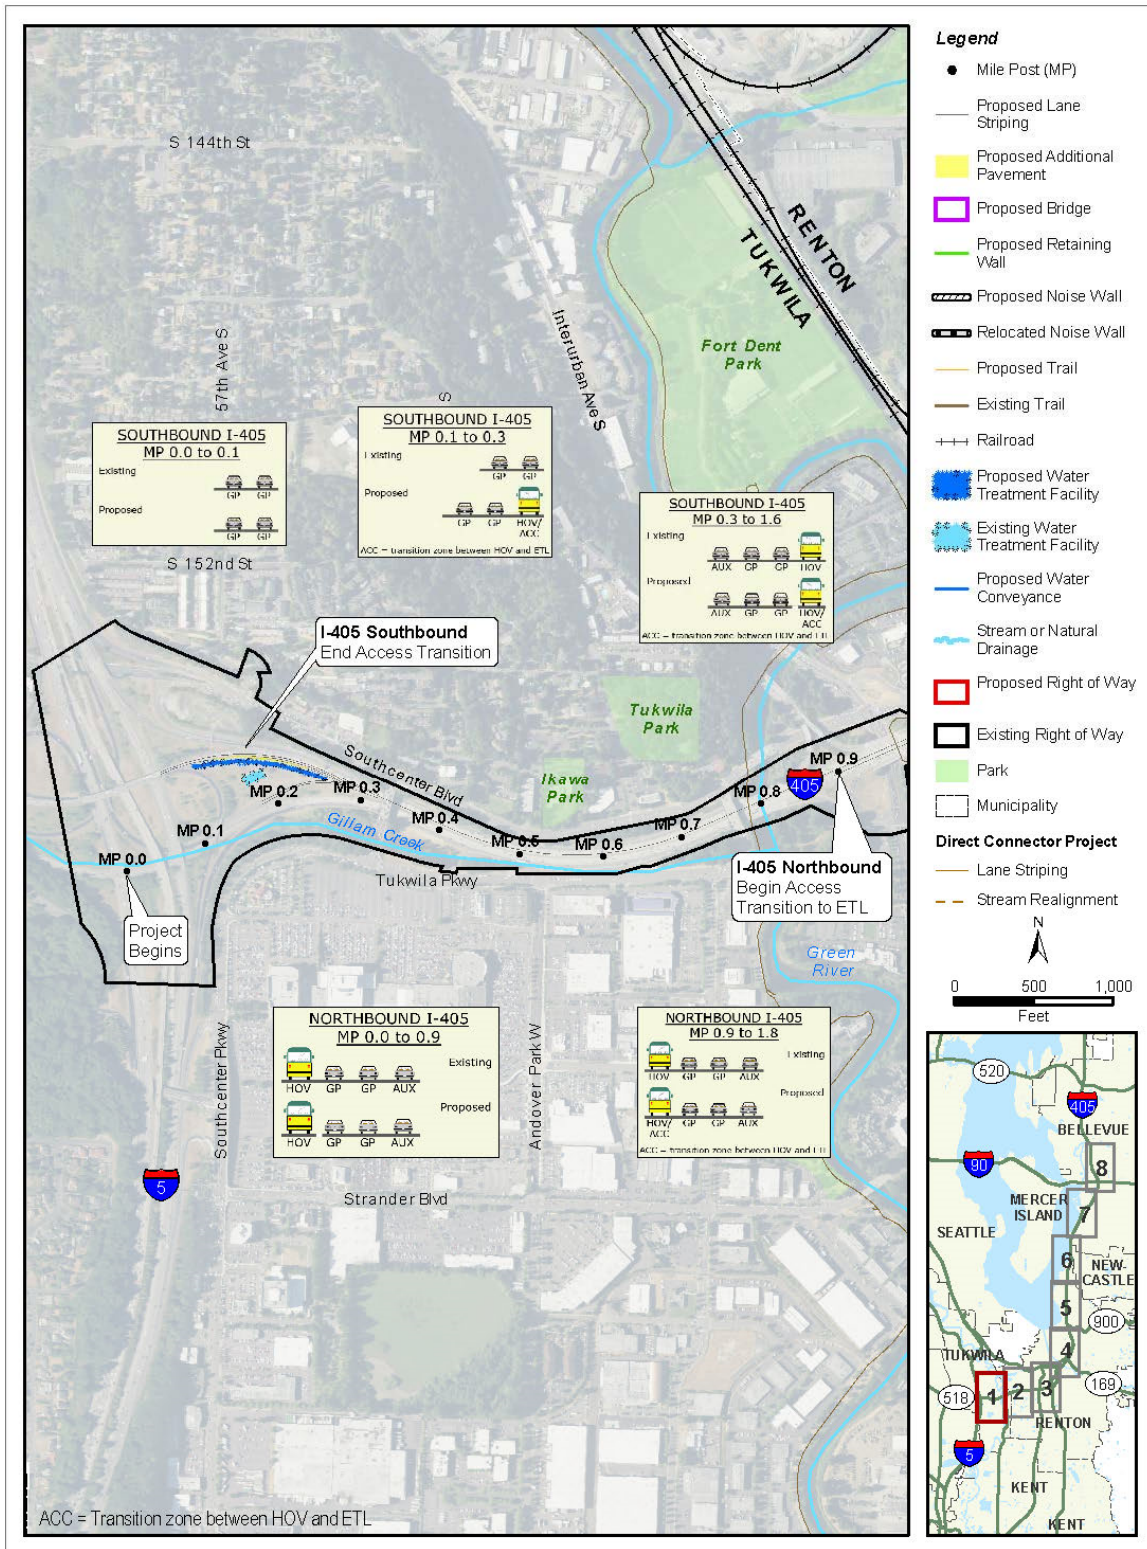 S 144th St
RENTON
TUKWILA
Fort Dent
Park
Interurban Ave S
57th Ave S
S
SOUTHBOUND I-405
MP 0.0 to 0.1
Existing
GP GP
Proposed
GP GP
SOUTHBOUND I-405
MP 0.1 to 0.3
Existing
GP GP
Proposed
GP GP HOV/
ACC
ACC = transition zone between HOV and ETL
SOUTHBOUND I-405
MP 0.3 to 1.6
Existing
AUX GP GP HOV
Proposed
AUX GP GP HOV/
ACC
ACC = transition zone between HOV and ETL
S 152nd St
I-405 Southbound
End Access Transition
Southcenter Blvd
Tukwila
Park
Ikawa
Park
MP 0.0
MP 0.1
MP 0.2
MP 0.3
MP 0.4
MP 0.5
MP 0.6
MP 0.7
MP 0.8
MP 0.9
405
Gillam Creek
Tukwila Pkwy
Project
Begins
I-405 Northbound
Begin Access
Transition to ETL
Green
River
Southcenter Pkwy
Andover Park W
NORTHBOUND I-405
MP 0.0 to 0.9
Existing
HOV GP GP AUX
Proposed
HOV GP GP AUX
NORTHBOUND I-405
MP 0.9 to 1.8
Existing
HOV GP GP AUX
Proposed
HOV/
ACC GP GP AUX
ACC = transition zone between HOV and ETL
5
Strander Blvd
ACC = Transition zone between HOV and ETL
Legend
Mile Post (MP)
Proposed Lane
Striping
Proposed Additional
Pavement
Proposed Bridge
Proposed Retaining
Wall
Proposed Noise Wall
Relocated Noise Wall
Proposed Trail
Existing Trail
Railroad
Proposed Water
Treatment Facility
Existing Water
Treatment Facility
Proposed Water
Conveyance
Stream or Natural
Drainage
Proposed Right of Way
Existing Right of Way
Park
Municipality
Direct Connector Project
Lane Striping
Stream Realignment
N
0 500 1,000
Feet
520
405
BELLEVUE
90
8
MERCER
ISLAND
7
SEATTLE
6
NEW-
CASTLE
5
900
4
TUKWILA
169
518
1
2
3
RENTON
5
KENT
KENT